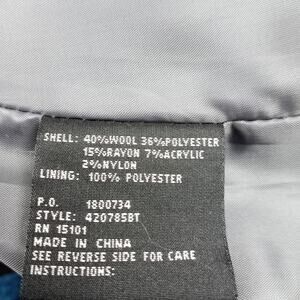 SHELL: 40%WOOL 36%POLYESTER
15%RAYON 7%ACRYLIC
2%NYLON
LINING: 100% POLYESTER
P.O. 1800734
STYLE: 420785BT
RN 15101
MADE IN CHINA
SEE REVERSE SIDE FOR CARE
INSTRUCTIONS: